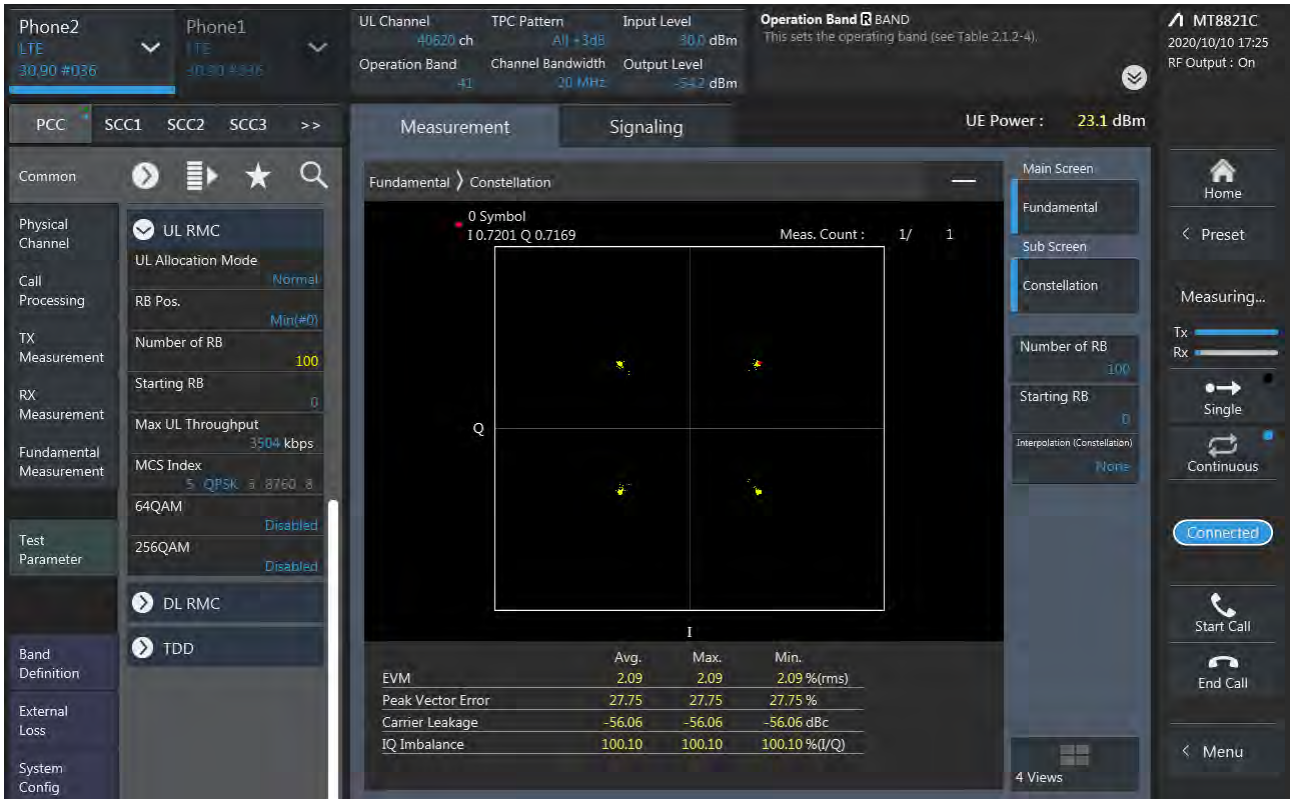 Phone2
LTE
30.90 #036
Phone1
LTE
30.90 #036
UL Channel
40620 ch
TPC Pattern
All +3dB
Input Level
30.0 dBm
Operation Band
41
Channel Bandwidth
20 MHz
Output Level
-54.2 dBm
Operation Band R BAND
This sets the operating band (see Table 2.1.2-4).
MT8821C
2020/10/10 17:25
RF Output : On
PCC SCC1 SCC2 SCC3 >>
Measurement Signaling
UE Power : 23.1 dBm
Common
Physical
Channel
Call
Processing
TX
Measurement
RX
Measurement
Fundamental
Measurement
Test
Parameter
Band
Definition
External
Loss
System
Config
UL RMC
UL Allocation Mode
Normal
RB Pos.
Min(#0)
Number of RB
100
Starting RB
0
Max UL Throughput
3504 kbps
MCS Index
5 QPSK 5 8760 8
64QAM
Disabled
256QAM
Disabled
DL RMC
TDD
Fundamental 〉 Constellation
0 Symbol
I 0.7201 Q 0.7169
Meas. Count : 1/ 1
Q
I
Avg. Max. Min.
EVM 2.09 2.09 2.09 %(rms)
Peak Vector Error 27.75 27.75 27.75 %
Carrier Leakage -56.06 -56.06 -56.06 dBc
IQ Imbalance 100.10 100.10 100.10 %(I/Q)
Main Screen
Fundamental
Sub Screen
Constellation
Number of RB
100
Starting RB
0
Interpolation (Constellation)
None
4 Views
Home
< Preset
Measuring...
Tx
Rx
Single
Continuous
Connected
Start Call
End Call
< Menu